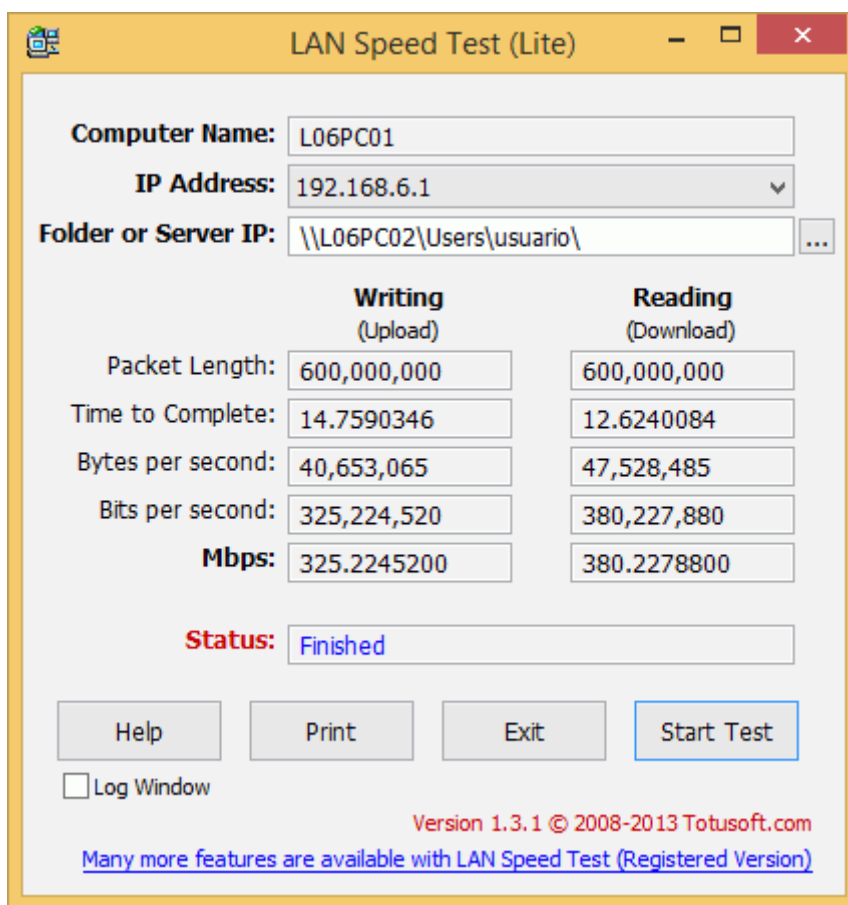 LAN Speed Test (Lite)
Computer Name: L06PC01
IP Address: 192.168.6.1
Folder or Server IP: \\L06PC02\Users\usuario\ ...
Writing Reading
(Upload) (Download)
Packet Length: 600,000,000 600,000,000
Time to Complete: 14.7590346 12.6240084
Bytes per second: 40,653,065 47,528,485
Bits per second: 325,224,520 380,227,880
Mbps: 325.2245200 380.2278800
Status: Finished
Help Print Exit Start Test
Log Window
Version 1.3.1 © 2008-2013 Totusoft.com
Many more features are available with LAN Speed Test (Registered Version)